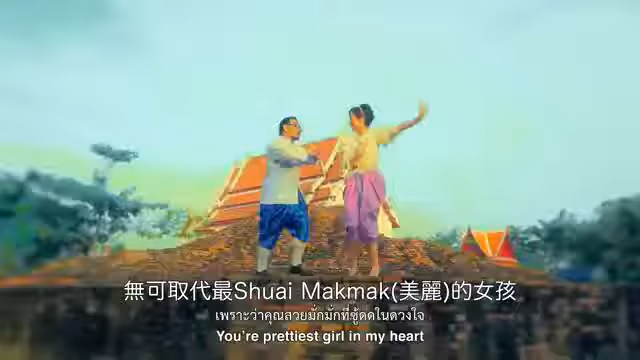 無可取代最Shuai Makmak(美麗)的女孩
เพราะว่าคุณสวยมั่กมั่กที่ซู้ดดในดวงใจ
You're prettiest girl in my heart